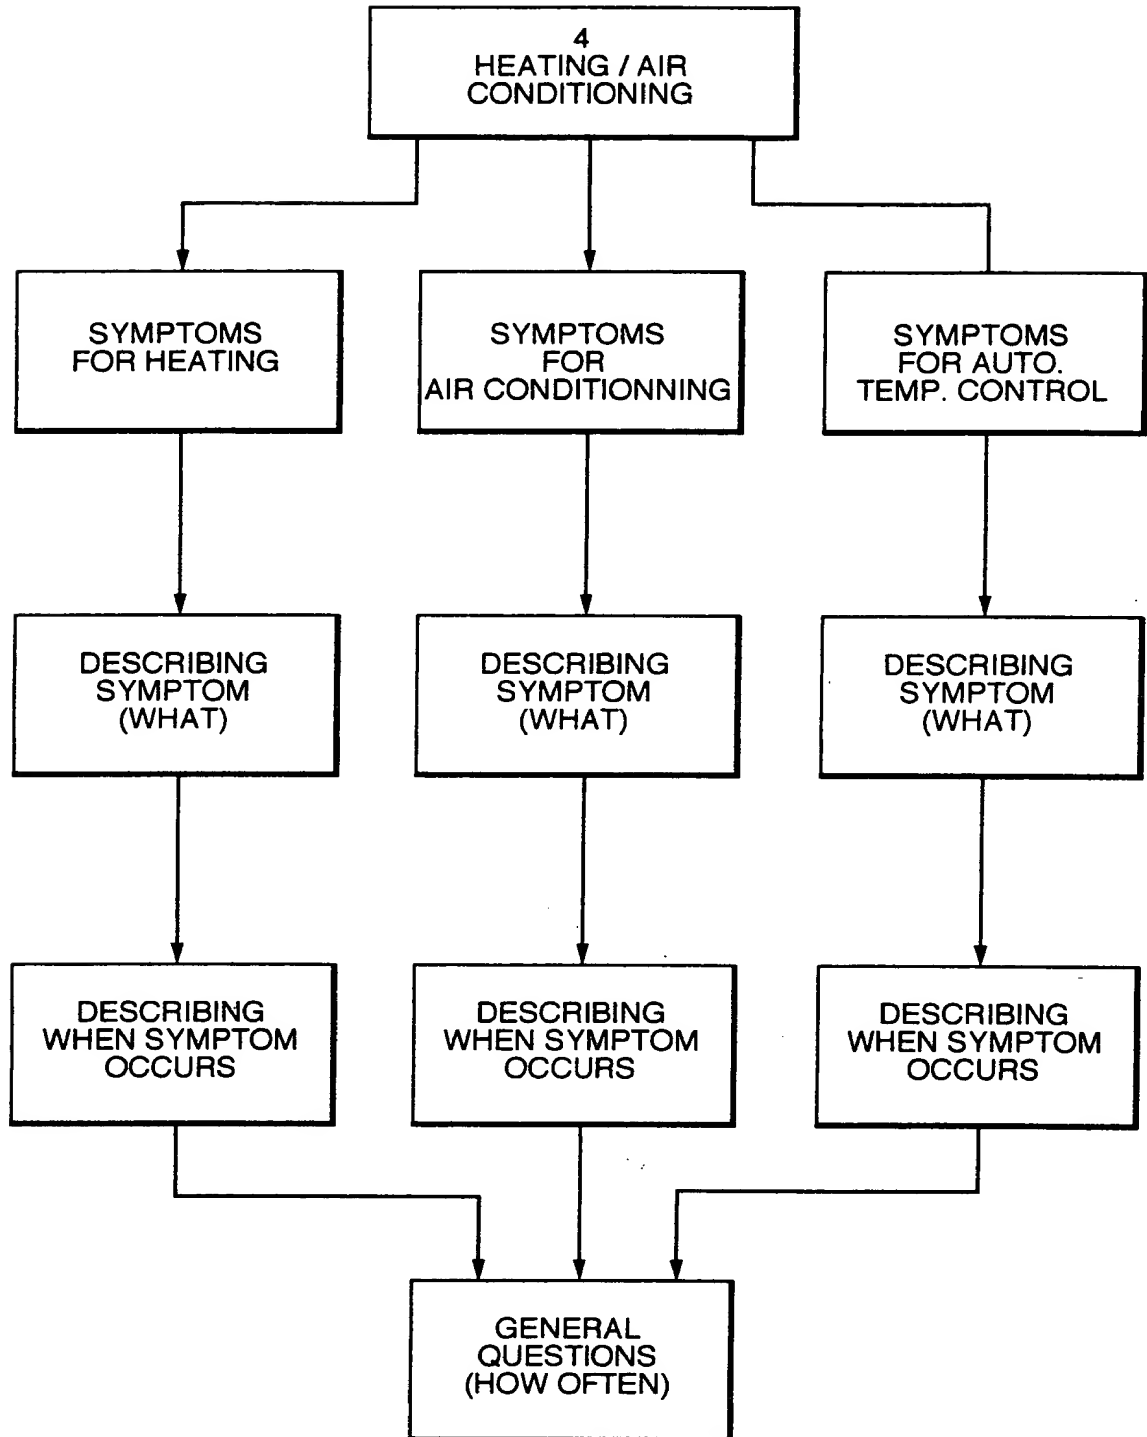 4
HEATING / AIR
CONDITIONING
SYMPTOMS
FOR HEATING
SYMPTOMS
FOR
AIR CONDITIONNING
SYMPTOMS
FOR AUTO.
TEMP. CONTROL
DESCRIBING
SYMPTOM
(WHAT)
DESCRIBING
SYMPTOM
(WHAT)
DESCRIBING
SYMPTOM
(WHAT)
DESCRIBING
WHEN SYMPTOM
OCCURS
DESCRIBING
WHEN SYMPTOM
OCCURS
DESCRIBING
WHEN SYMPTOM
OCCURS
GENERAL
QUESTIONS
(HOW OFTEN)